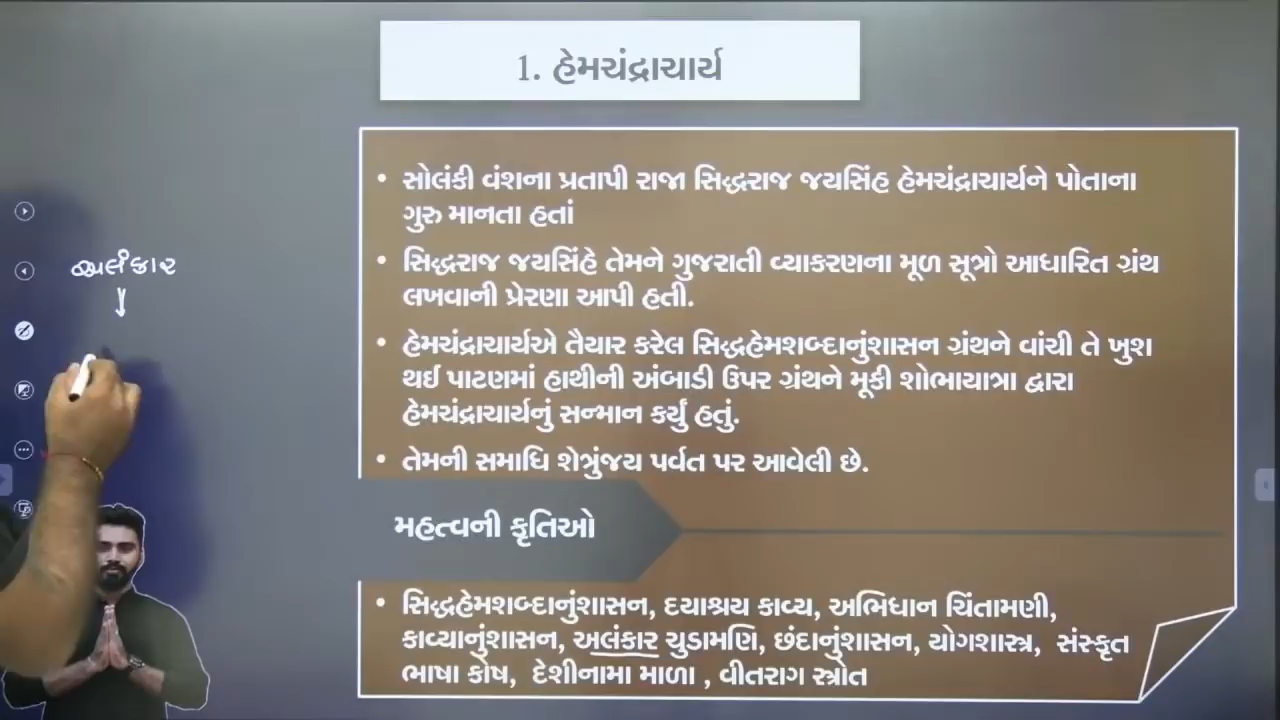 1. હેમચંદ્રાચાર્ય
• સોલંકી વંશના પ્રતાપી રાજા સિદ્ધરાજ જયસિંહ હેમચંદ્રાચાર્યને પોતાના
ગુરુ માનતા હતાં
• સિદ્ધરાજ જયસિંહે તેમને ગુજરાતી વ્યાકરણના મૂળ સૂત્રો આધારિત ગ્રંથ
લખવાની પ્રેરણા આપી હતી.
• હેમચંદ્રાચાર્યએ તૈયાર કરેલ સિદ્ધહેમશબ્દાનુંશાસન ગ્રંથને વાંચી તે ખુશ
થઈ પાટણમાં હાથીની અંબાડી ઉપર ગ્રંથને મૂકી શોભાયાત્રા દ્વારા
હેમચંદ્રાચાર્યનું સન્માન કર્યું હતું.
• તેમની સમાધિ શેત્રુંજય પર્વત પર આવેલી છે.
મહત્વની કૃતિઓ
• સિદ્ધહેમશબ્દાનુંશાસન, દયાશ્રય કાવ્ય, અભિધાન ચિંતામણી,
કાવ્યાનુંશાસન, અલંકાર ચુડામણિ, છંદાનુંશાસન, યોગશાસ્ત્ર, સંસ્કૃત
ભાષા કોષ, દેશીનામા માળા , વીતરાગ સ્ત્રોત
અલંકાર